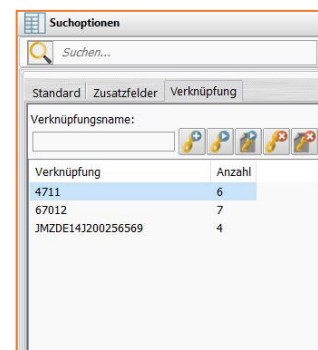 Suchoptionen
Suchen...
Standard Zusatzfelder Verknüpfung
Verknüpfungsname:
Verknüpfung Anzahl
4711 6
67012 7
JMZDE14J200256569 4